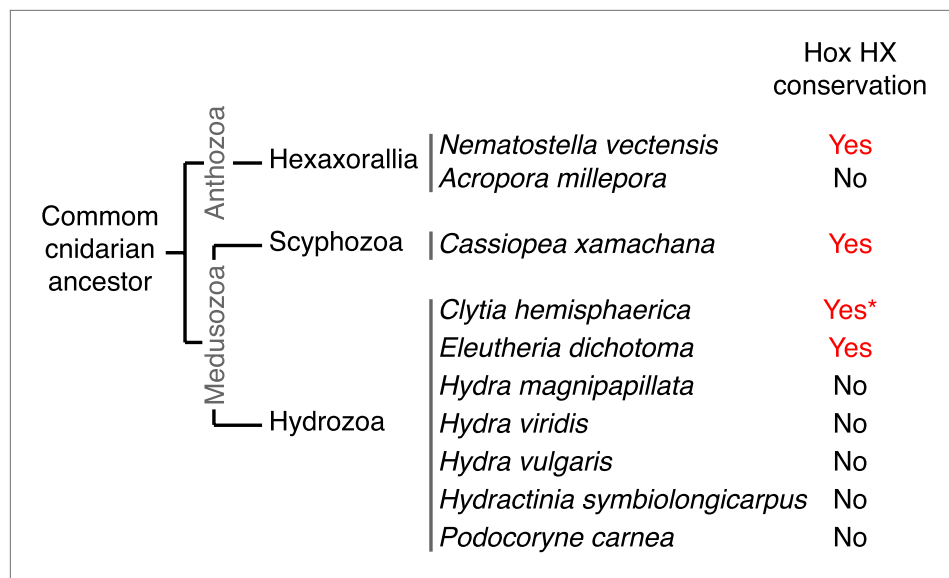 Hox HX
conservation
Commom
cnidarian
ancestor
Anthozoa
Medusozoa
Hexaxorallia
Nematostella vectensis Yes
Acropora millepora No
Scyphozoa
Cassiopea xamachana Yes
Hydrozoa
Clytia hemisphaerica Yes*
Eleutheria dichotoma Yes
Hydra magnipapillata No
Hydra viridis No
Hydra vulgaris No
Hydractinia symbiolongicarpus No
Podocoryne carnea No